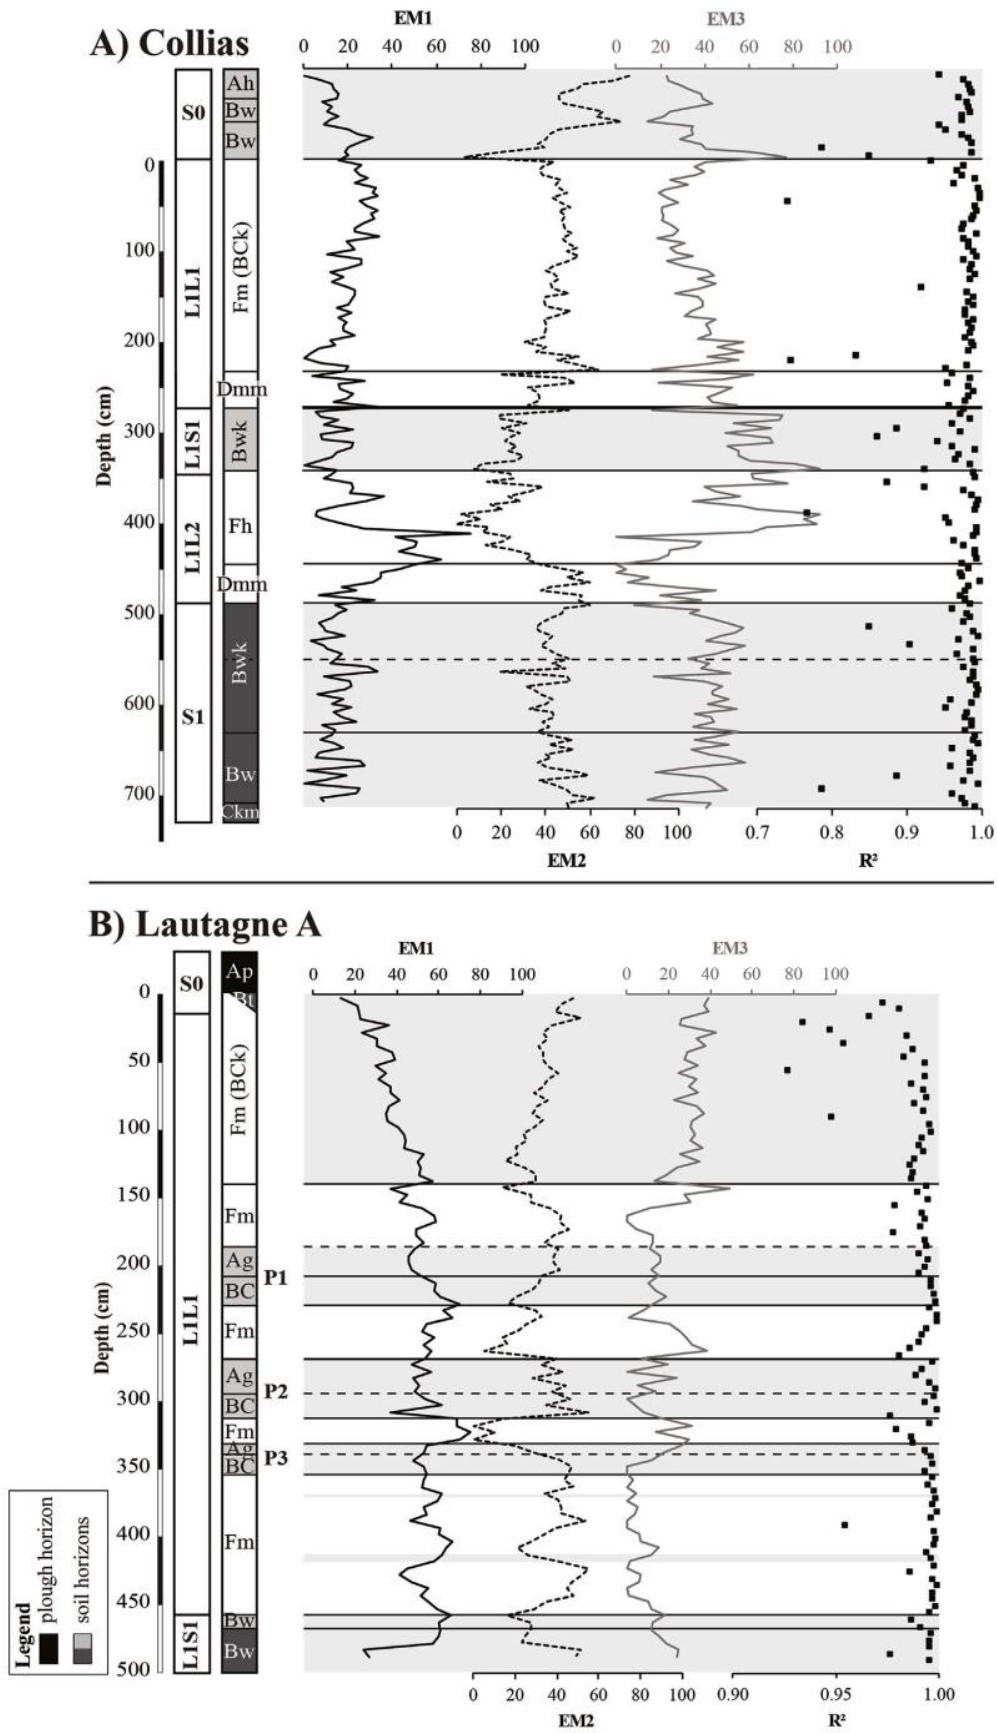 A) Collias
EM1
EM3
0 20 40 60 80 100
0 20 40 60 80 100
S0
L1L1
L1S1
L1L2
S1
Ah
Bw
Bw
Fm (BCk)
Dmm
Bwk
Fh
Dmm
Bwk
Bw
Ckm
Depth (cm)
0
100
200
300
400
500
600
700
0 20 40 60 80 100
EM2
0.7 0.8 0.9 1.0
R²
B) Lautagne A
EM1
EM3
0 20 40 60 80 100
0 20 40 60 80 100
S0
L1L1
L1S1
Ap
Bt
Fm (BCk)
Fm
Ag
BC
P1
Fm
Ag
BC
P2
Fm
Ag
BC
P3
Fm
Bw
Bw
Depth (cm)
0
50
100
150
200
250
300
350
400
450
500
0 20 40 60 80 100
EM2
0.90 0.95 1.00
R²
Legend
plough horizon
soil horizons